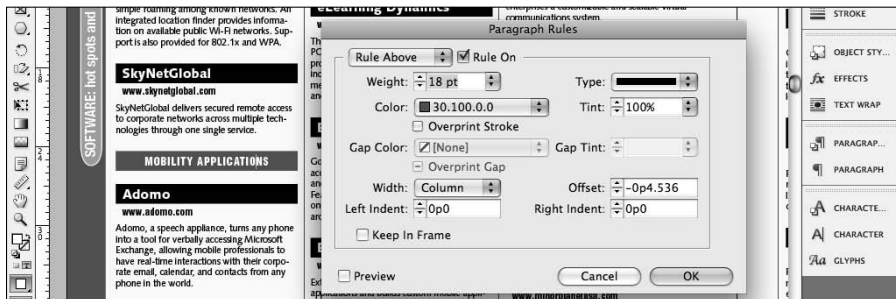 simple roaming among known networks. An
integrated location finder provides informa-
tion on available public Wi-Fi networks. Sup-
port is also provided for 802.1x and WPA.
SkyNetGlobal
www.skynetglobal.com
SkyNetGlobal delivers secured remote access
to corporate networks across multiple tech-
nologies through one single service.
MOBILITY APPLICATIONS
Adomo
www.adomo.com
Adomo, a speech appliance, turns any phone
into a tool for verbally accessing Microsoft
Exchange, allowing mobile professionals to
have real-time interactions with their corpo-
rate email, calendar, and contacts from any
phone in the world.
SOFTWARE: hot spots and
eLearning Dynamics
communications system.
Paragraph Rules
Rule Above Rule On
Weight: 18 pt Type:
Color: 30.100.0.0 Tint: 100%
Overprint Stroke
Gap Color: [None] Gap Tint:
Overprint Gap
Width: Column Offset: -0p4.536
Left Indent: 0p0 Right Indent: 0p0
Keep In Frame
Preview Cancel OK
www.minorplanetusa.com
STROKE
OBJECT STY...
EFFECTS
TEXT WRAP
PARAGRAP...
PARAGRAPH
CHARACTE...
CHARACTER
GLYPHS